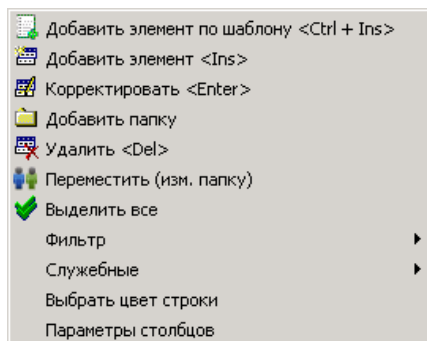 Добавить элемент по шаблону <Ctrl + Ins>
Добавить элемент <Ins>
Корректировать <Enter>
Добавить папку
Удалить <Del>
Переместить (изм. папку)
Выделить все
Фильтр
Служебные
Выбрать цвет строки
Параметры столбцов